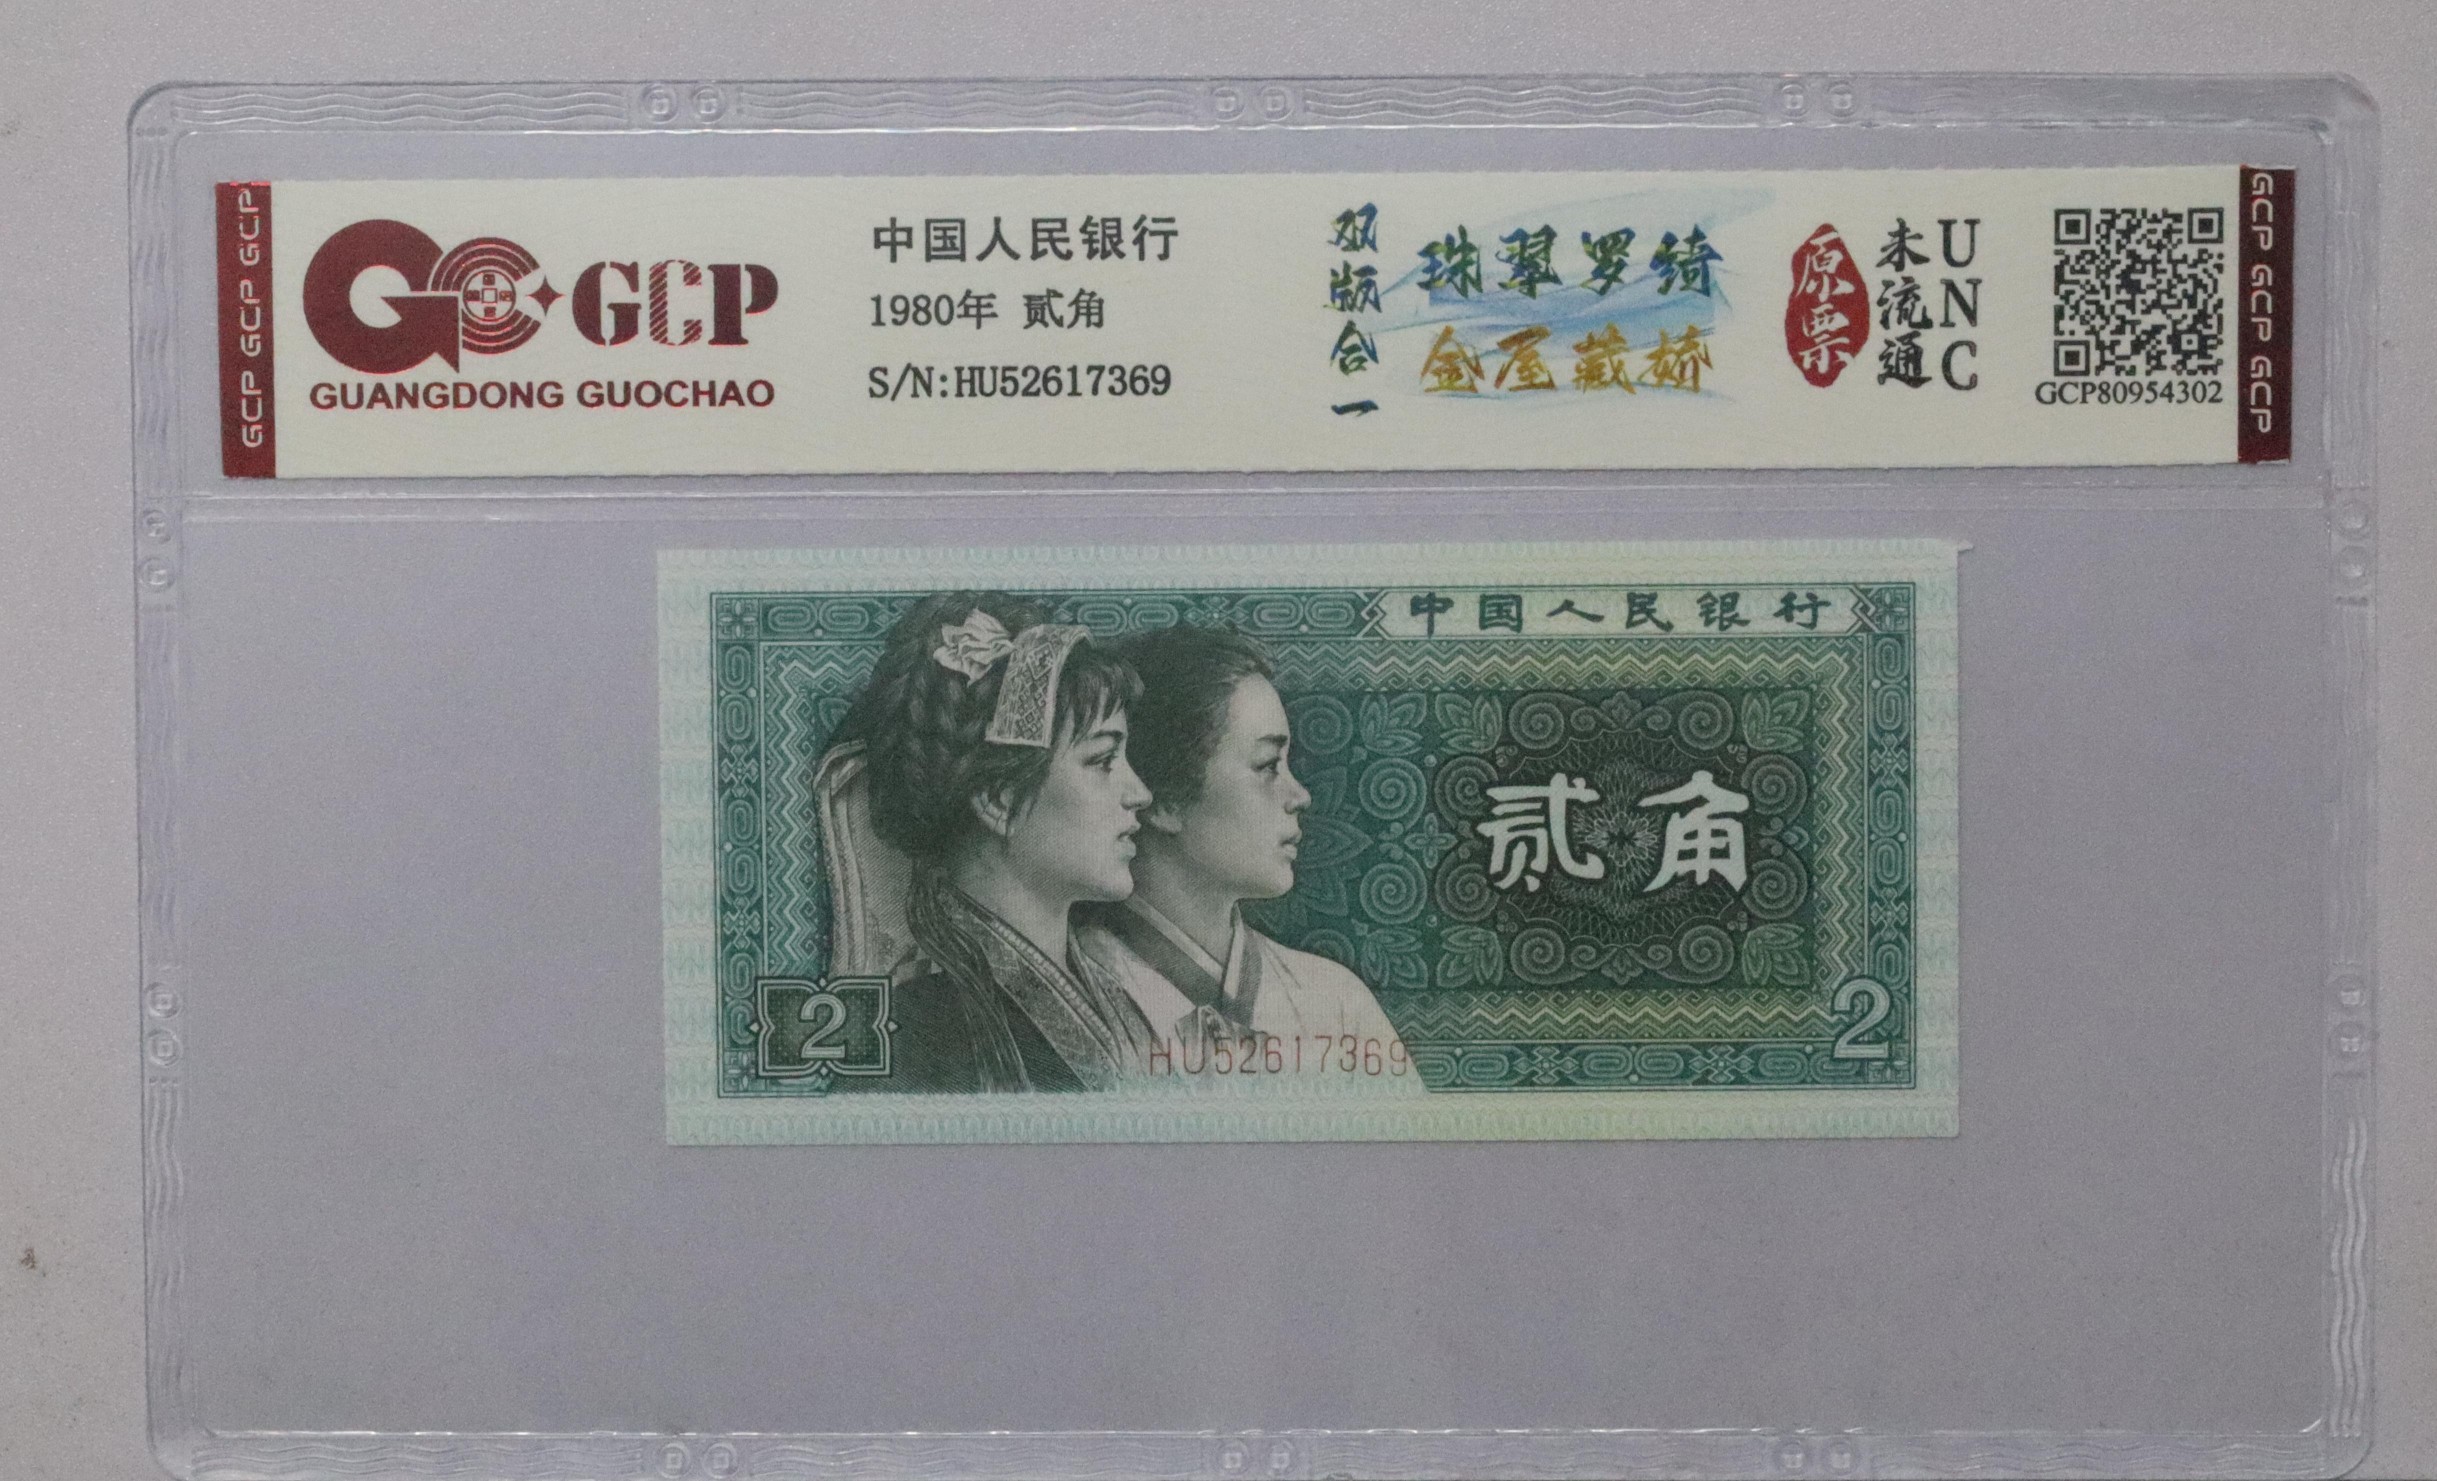 GCP GCP GCP
GCP
GUANGDONG GUOCHAO
中国人民银行
1980年 贰角
S/N:HU52617369
双版合一
珠翠罗绮
金屋藏娇
原票
未流通
UNC
GCP80954302
GCP GCP GCP
中国人民银行
贰角
2
HU52617369
2